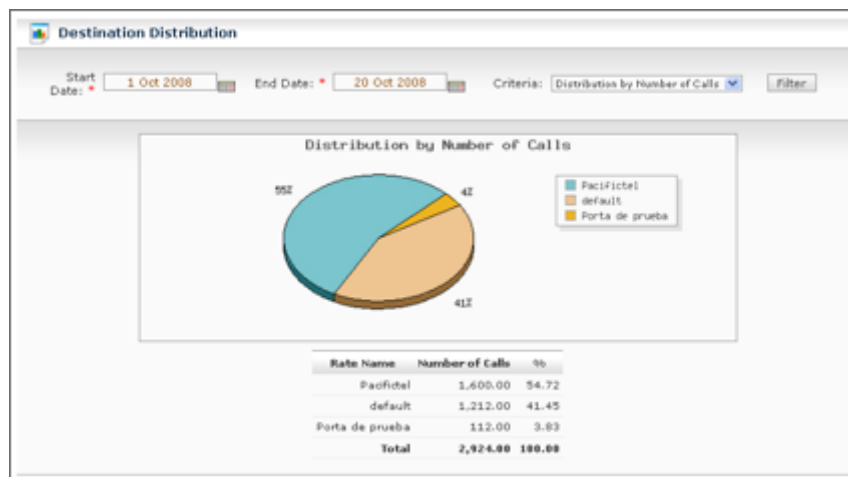 Destination Distribution
Start Date: * 1 Oct 2008 End Date: * 20 Oct 2008 Criteria: Distribution by Number of Calls Filter
Distribution by Number of Calls
55%
4%
41%
Pacifictel
default
Porta de prueba
Rate Name Number of Calls %
Pacifictel 1,600.00 54.72
default 1,212.00 41.45
Porta de prueba 112.00 3.83
Total 2,924.00 100.00